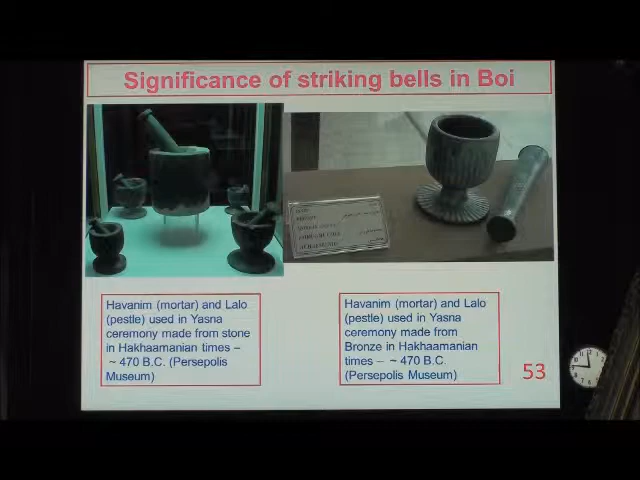 Significance of striking bells in Boi
Havanim (mortar) and Lalo
(pestle) used in Yasna
ceremony made from stone
in Hakhaamanian times –
~ 470 B.C. (Persepolis
Museum)
Havanim (mortar) and Lalo
(pestle) used in Yasna
ceremony made from
Bronze in Hakhaamanian
times – ~ 470 B.C.
(Persepolis Museum)
53